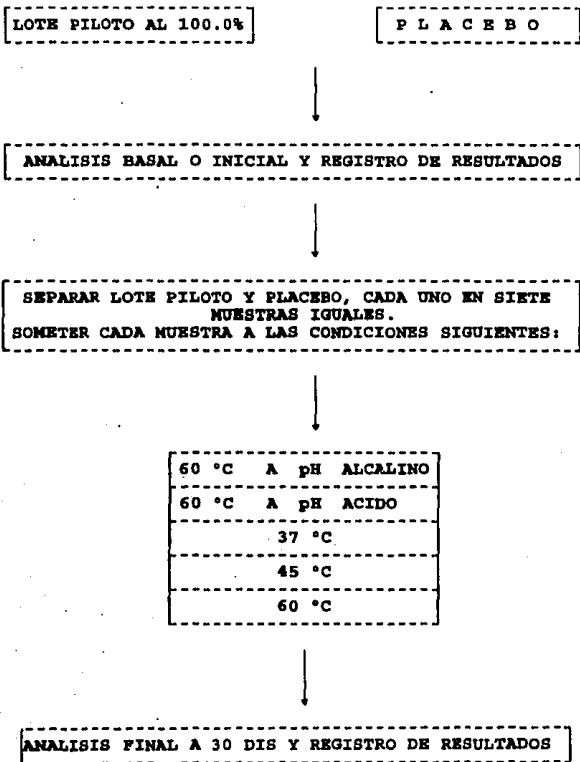 LOTE PILOTO AL 100.0%
P L A C E B O
ANALISIS BASAL O INICIAL Y REGISTRO DE RESULTADOS
SEPARAR LOTE PILOTO Y PLACEBO, CADA UNO EN SIETE
MUESTRAS IGUALES.
SOMETER CADA MUESTRA A LAS CONDICIONES SIGUIENTES:
60 °C A pH ALCALINO
60 °C A pH ACIDO
37 °C
45 °C
60 °C
ANALISIS FINAL A 30 DIS Y REGISTRO DE RESULTADOS